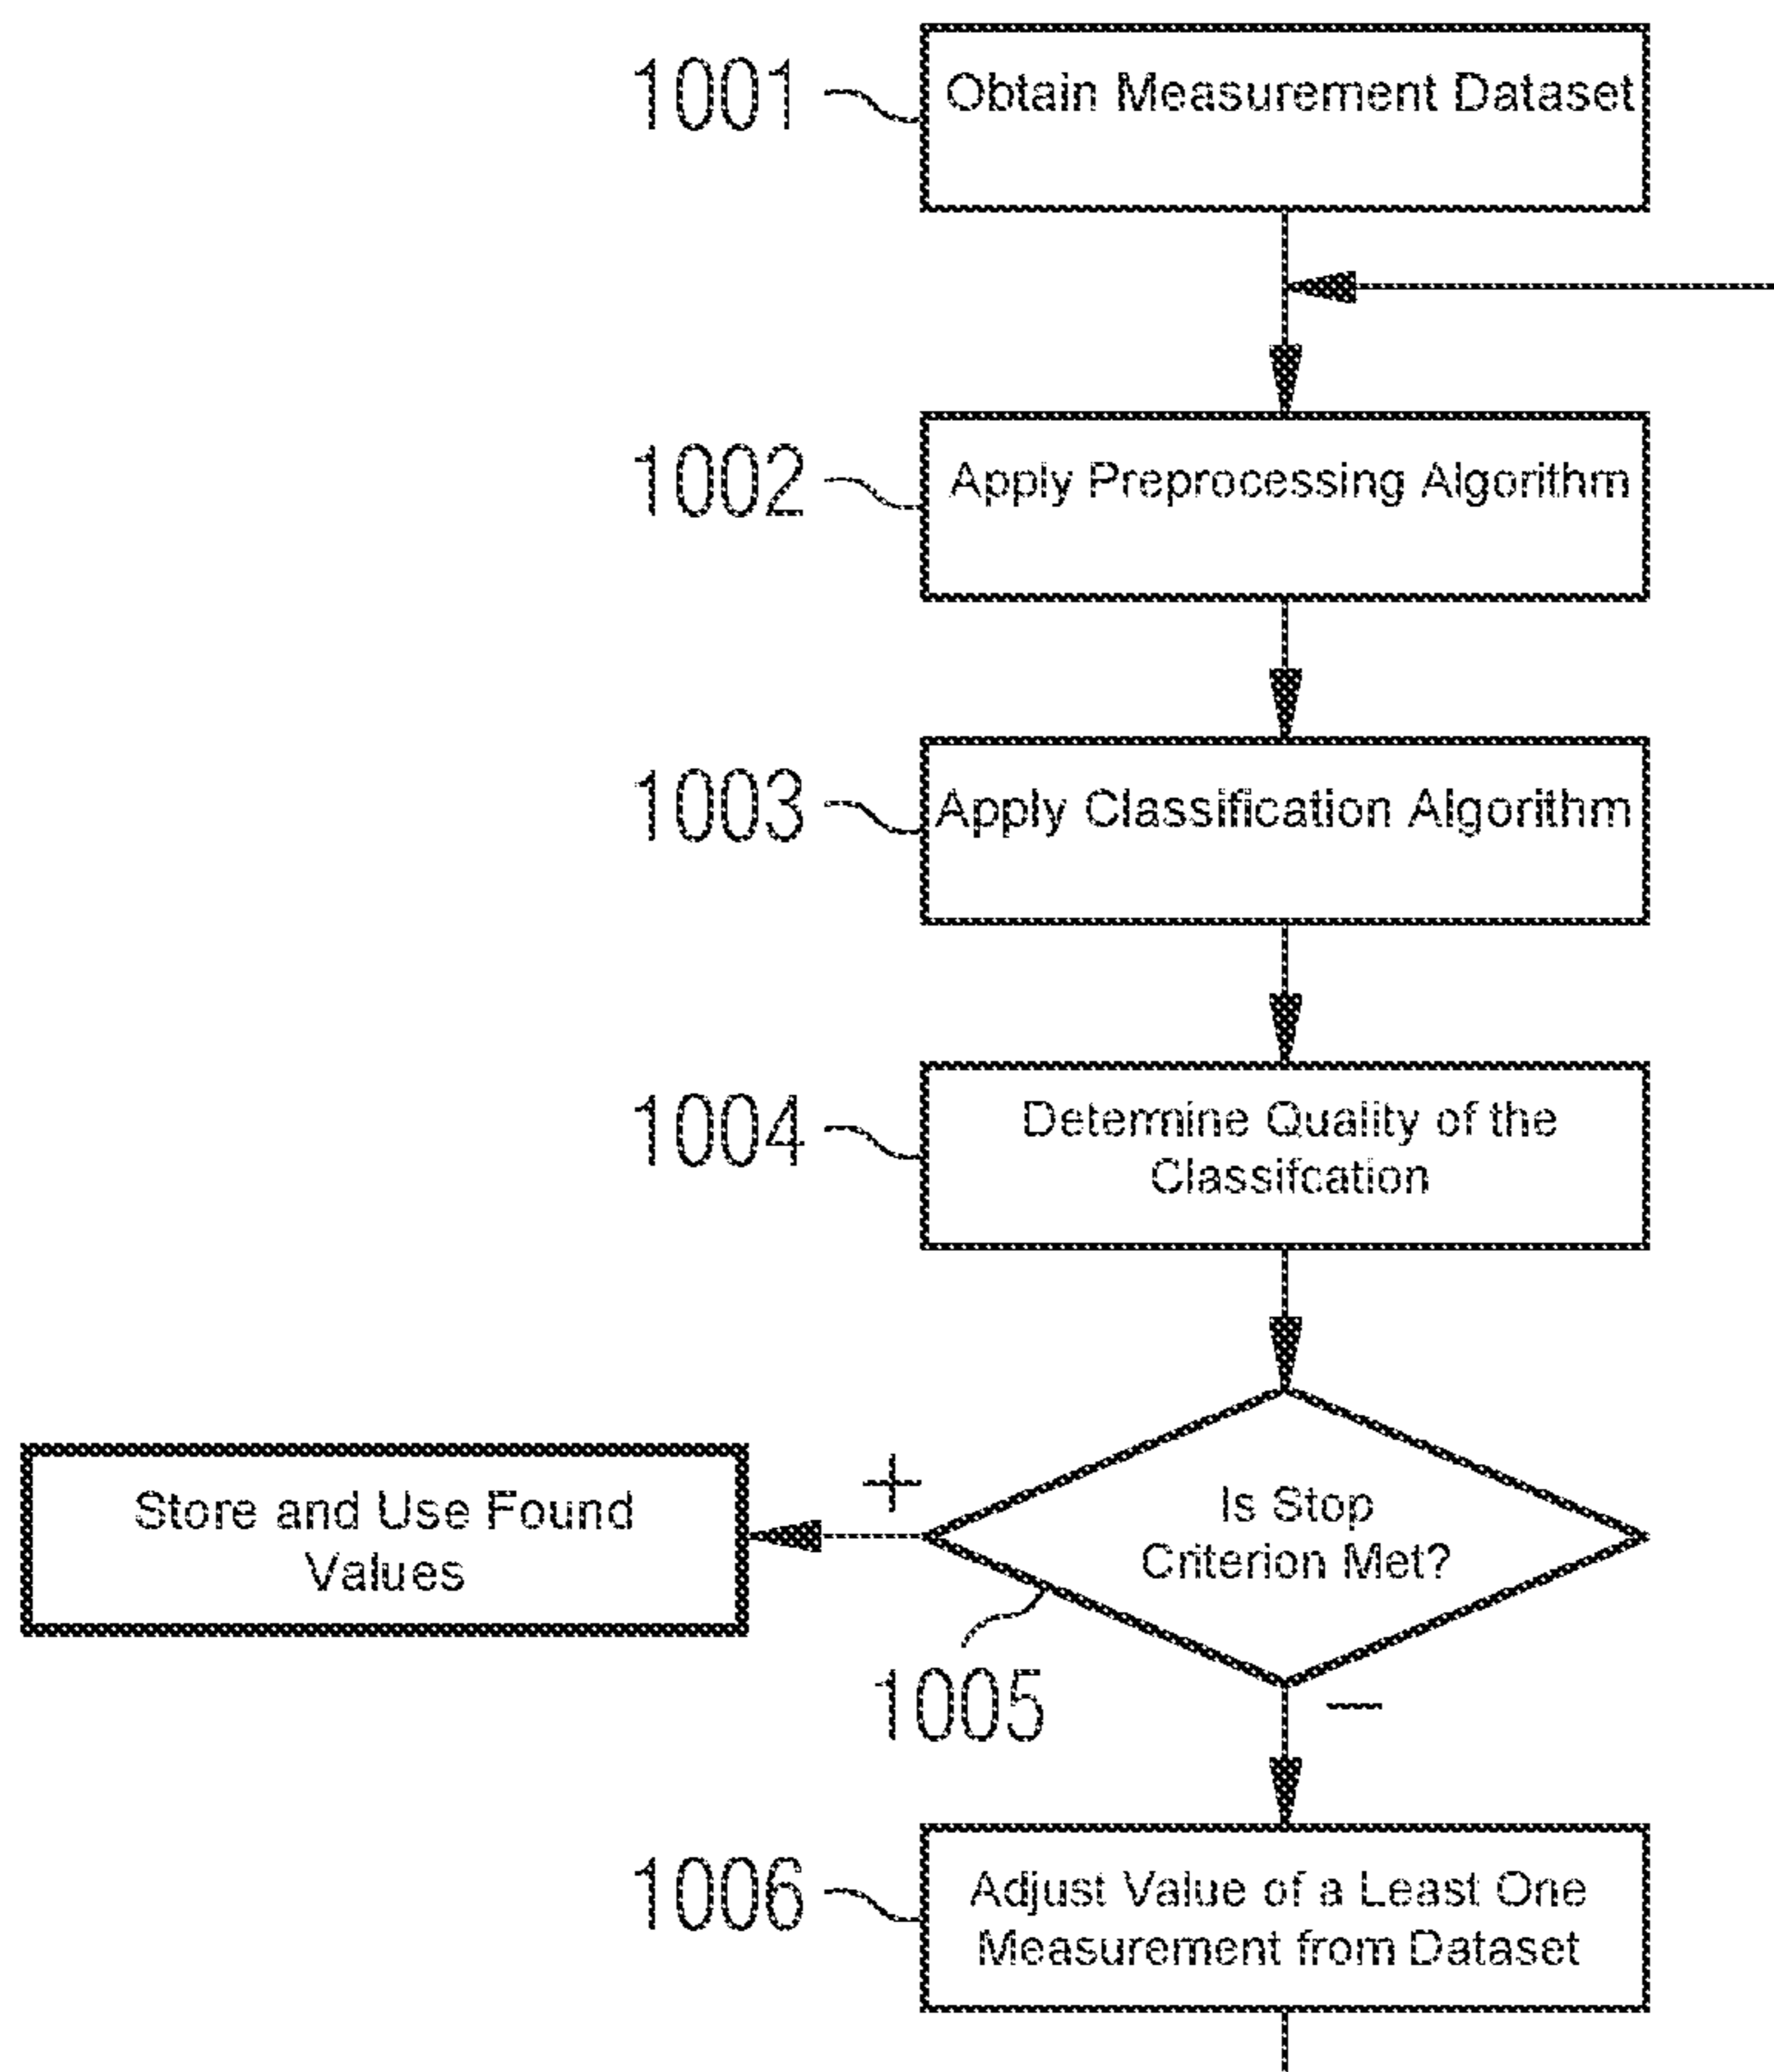 1001
Obtain Measurement Dataset
1002
Apply Preprocessing Algorithm
1003
Apply Classification Algorithm
1004
Determine Quality of the
Classifcation
+
Is Stop
Criterion Met?
Store and Use Found
Values
1005
—
1006
Adjust Value of a Least One
Measurement from Dataset